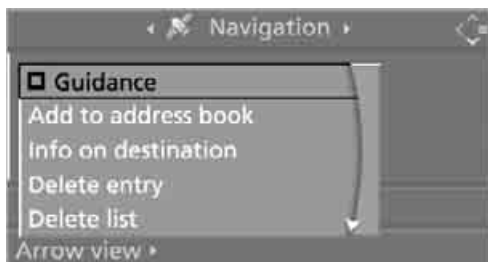 Navigation
Guidance
Add to address book
Info on destination
Delete entry
Delete list
Arrow view